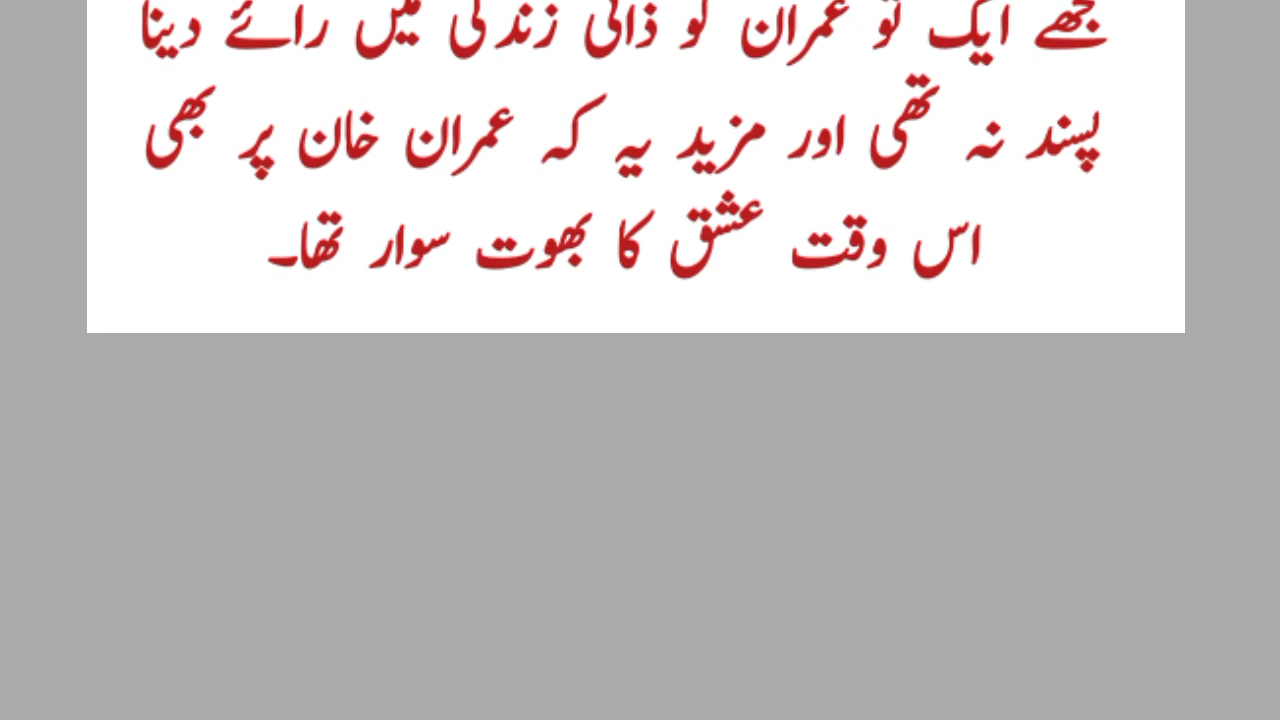 مجھے ایک تو عمران کو ذاتی زندگی میں رائے دینا
پسند نہ تھی اور مزید یہ کہ عمران خان پر بھی
اس وقت عشق کا بھوت سوار تھا۔